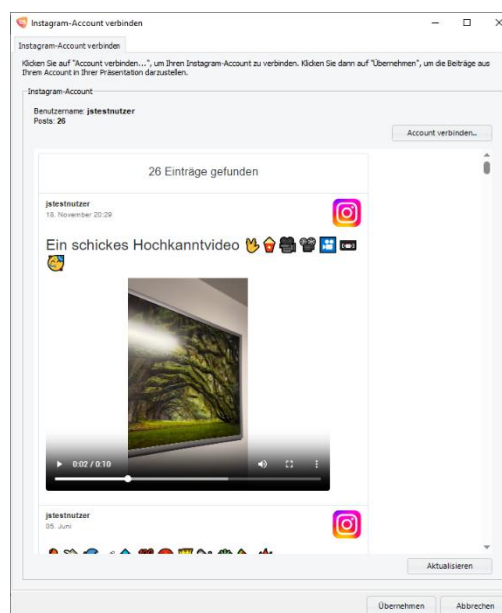 Instagram-Account verbinden
Instagram-Account verbinden
Klicken Sie auf "Account verbinden...", um Ihren Instagram-Account zu verbinden. Klicken Sie dann auf "Übernehmen", um die Beiträge aus
Ihrem Account in Ihrer Präsentation darzustellen.
Instagram-Account
Benutzername: jstestnutzer
Posts: 26
Account verbinden...
26 Einträge gefunden
jstestnutzer
18. November 20:29
Ein schickes Hochkanntvideo
0:02 / 0:10
jstestnutzer
05. Juni
Aktualisieren
Übernehmen
Abbrechen